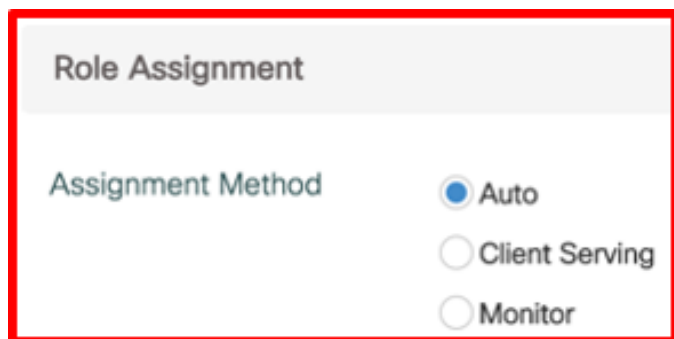 Role Assignment
Assignment Method
Auto
Client Serving
Monitor